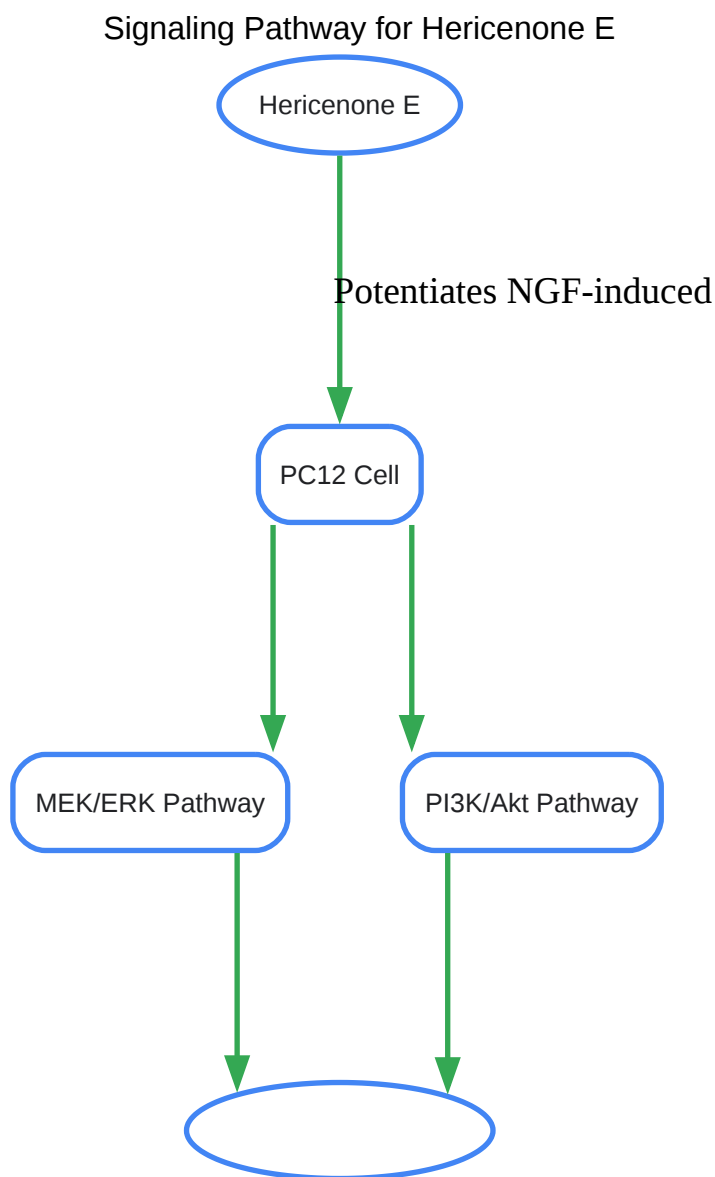 Signaling Pathway for Hericenone E
Hericenone E
Potentiates NGF-induced
PC12 Cell
MEK/ERK Pathway
PI3K/Akt Pathway